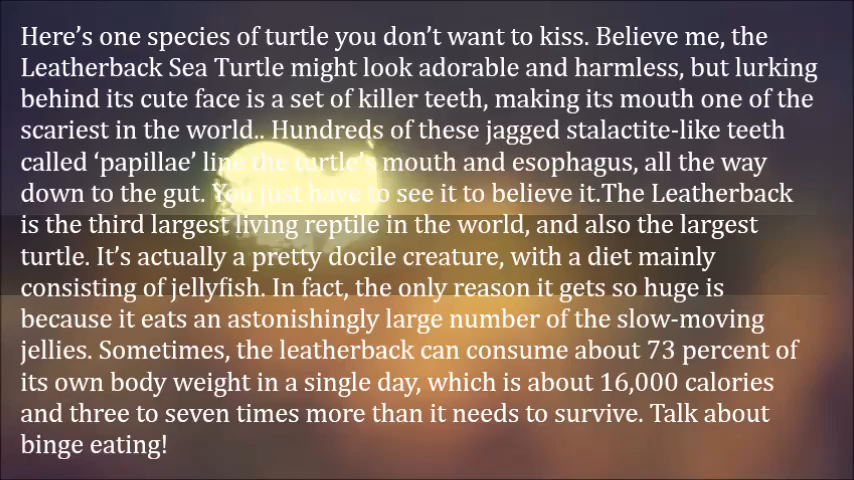 Here’s one species of turtle you don’t want to kiss. Believe me, the
Leatherback Sea Turtle might look adorable and harmless, but lurking
behind its cute face is a set of killer teeth, making its mouth one of the
scariest in the world.. Hundreds of these jagged stalactite-like teeth
called ‘papillae’ line the turtle’s mouth and esophagus, all the way
down to the gut. You just have to see it to believe it.The Leatherback
is the third largest living reptile in the world, and also the largest
turtle. It’s actually a pretty docile creature, with a diet mainly
consisting of jellyfish. In fact, the only reason it gets so huge is
because it eats an astonishingly large number of the slow-moving
jellies. Sometimes, the leatherback can consume about 73 percent of
its own body weight in a single day, which is about 16,000 calories
and three to seven times more than it needs to survive. Talk about
binge eating!